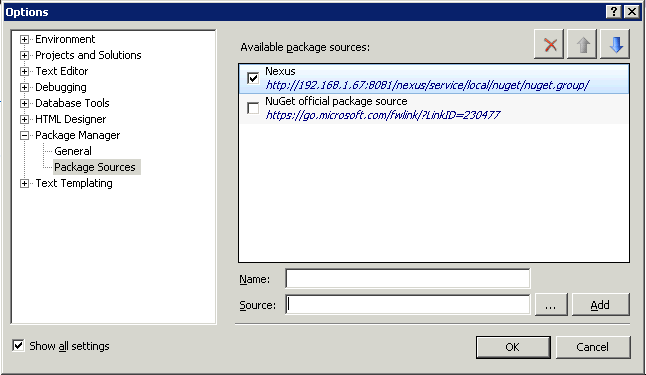 Options
Environment
Projects and Solutions
Text Editor
Debugging
Database Tools
HTML Designer
Package Manager
General
Package Sources
Text Templating
Available package sources:
Nexus
http://192.168.1.67:8081/nexus/service/local/nuget/nuget.group/
NuGet official package source
https://go.microsoft.com/fwlink/?LinkID=230477
Name:
Source:
...
Add
Show all settings
OK
Cancel